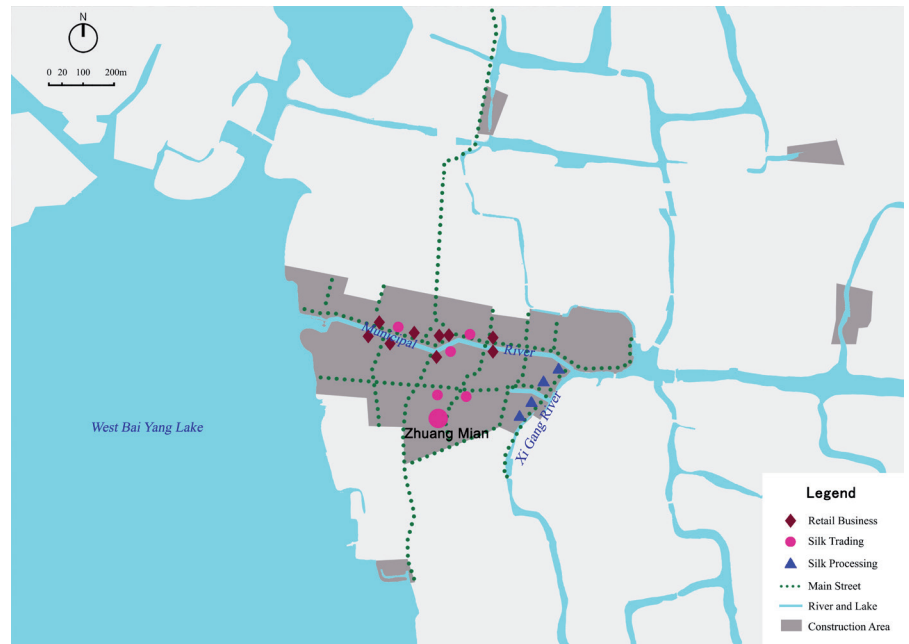 N
0 20 100 200m
Municipal
River
West Bai Yang Lake
Zhuang Mian
Xi Gang River
Legend
Retail Business
Silk Trading
Silk Processing
Main Street
River and Lake
Construction Area